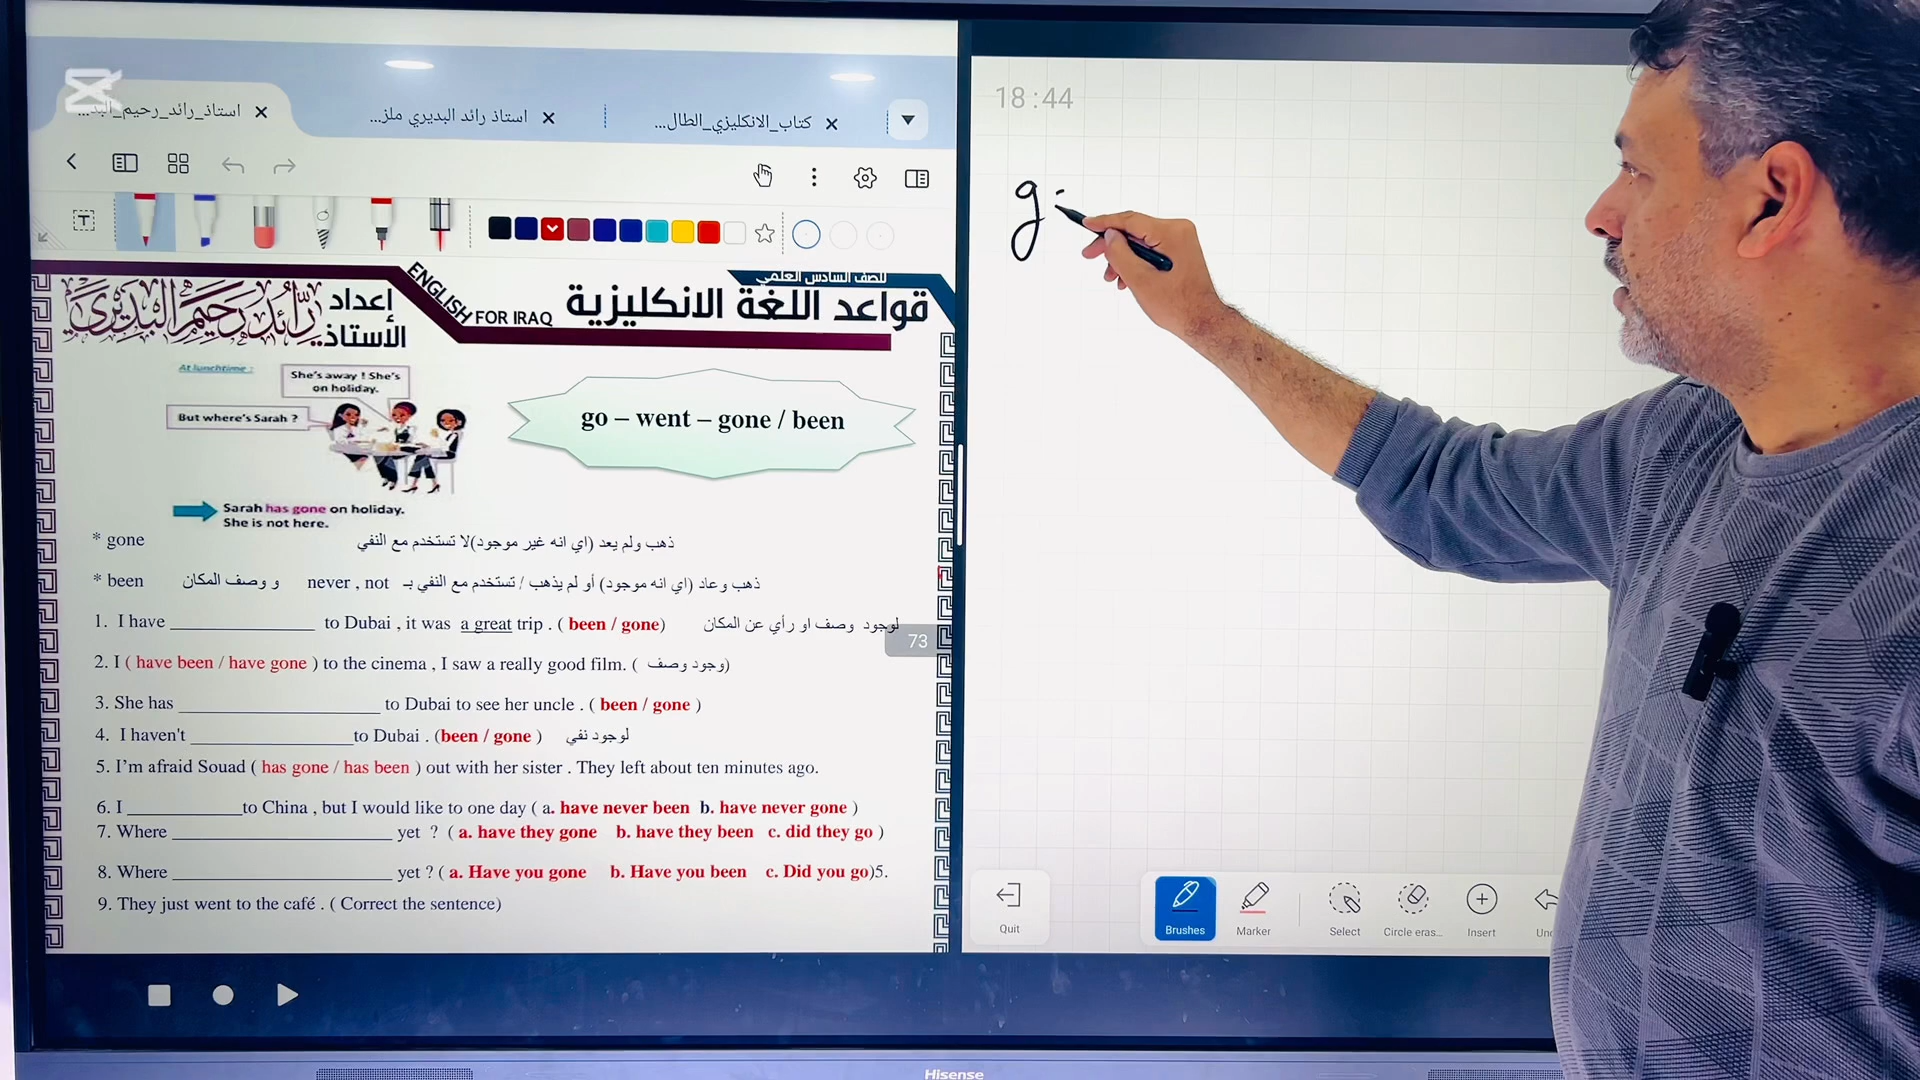 استاذ_رائد_رحيم_البد...
استاذ رائد البديري ملز...
كتاب_الانكليزي_الطال...
18:44
g
للصف السادس العلمي
قواعد اللغة الانكليزية
ENGLISH FOR IRAQ
إعداد
الاستاذ:
رائد رحيم البديري
At lunchtime :
She's away ! She's
on holiday.
But where's Sarah ?
go – went – gone / been
Sarah has gone on holiday.
She is not here.
* gone ذهب ولم يعد (اي انه غير موجود)لا تستخدم مع النفي
* been ذهب وعاد (اي انه موجود) أو لم يذهب / تستخدم مع النفي بـ never , not و وصف المكان
1. I have ______________ to Dubai , it was a great trip . ( been / gone) لوجود وصف او رأي عن المكان
73
2. I ( have been / have gone ) to the cinema , I saw a really good film. ( وجود وصف)
3. She has ____________________ to Dubai to see her uncle . ( been / gone )
4. I haven't ________________to Dubai . (been / gone ) لوجود نفي
5. I'm afraid Souad ( has gone / has been ) out with her sister . They left about ten minutes ago.
6. I ___________to China , but I would like to one day ( a. have never been b. have never gone )
7. Where ______________________ yet ? ( a. have they gone b. have they been c. did they go )
8. Where ______________________ yet ? ( a. Have you gone b. Have you been c. Did you go)5.
9. They just went to the café . ( Correct the sentence)
Quit
Brushes
Marker
Select
Circle eras...
Insert
Hisense